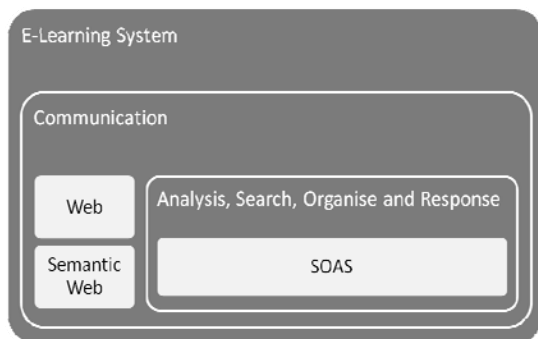 E-Learning System
Communication
Web
Analysis, Search, Organise and Response
Semantic
Web
SOAS